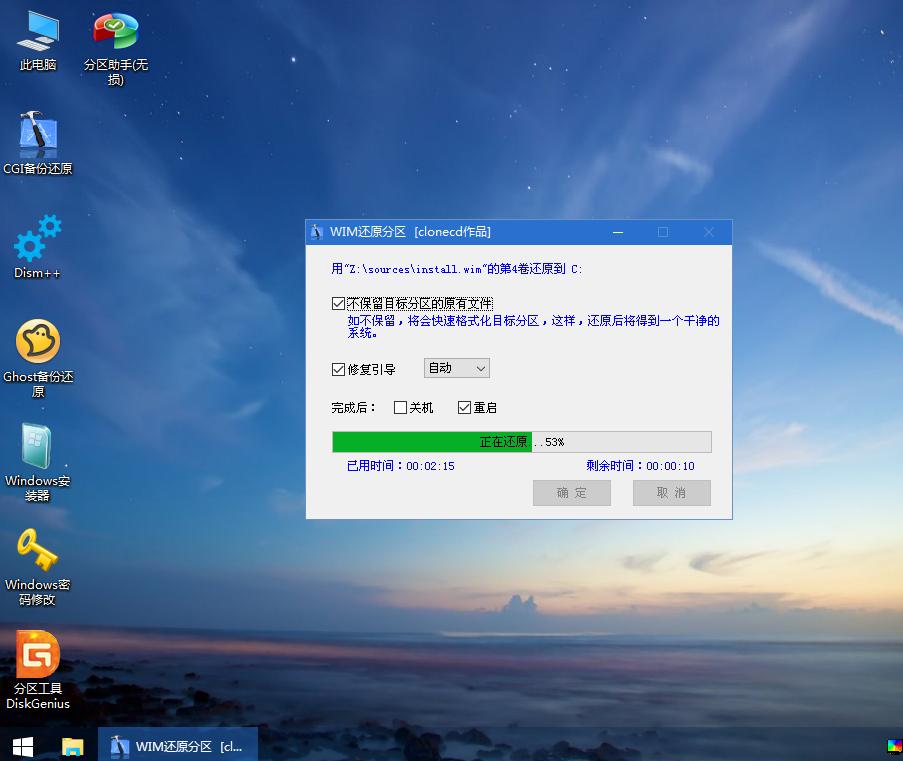 此电脑
分区助手(无
损)
CGI备份还原
Dism++
Ghost备份还
原
Windows安
装器
Windows密
码修改
分区工具
DiskGenius
WIM还原分区 [clonecd作品]
用"Z:\sources\install.wim"的第4卷还原到 C:
不保留目标分区的原有文件
如不保留，将会快速格式化目标分区，这样，还原后将得到一个干净的
系统。
修复引导 自动
完成后： 关机 重启
正在还原...53%
已用时间：00:02:15 剩余时间：00:00:10
确 定 取 消
WIM还原分区 [cl...